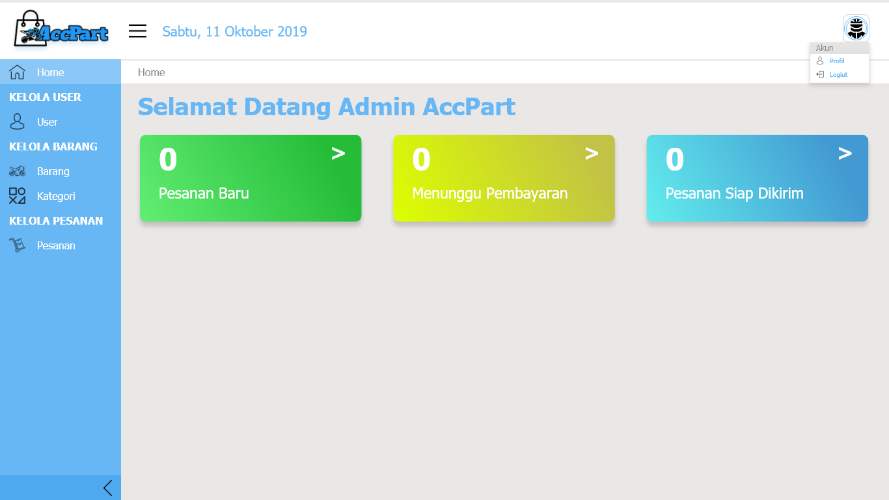 AccPart
Sabtu, 11 Oktober 2019
Akun
Profil
Logiut
Home
KELOLA USER
User
KELOLA BARANG
Barang
Kategori
KELOLA PESANAN
Pesanan
Home
Selamat Datang Admin AccPart
0
>
Pesanan Baru
0
>
Menunggu Pembayaran
0
>
Pesanan Siap Dikirim